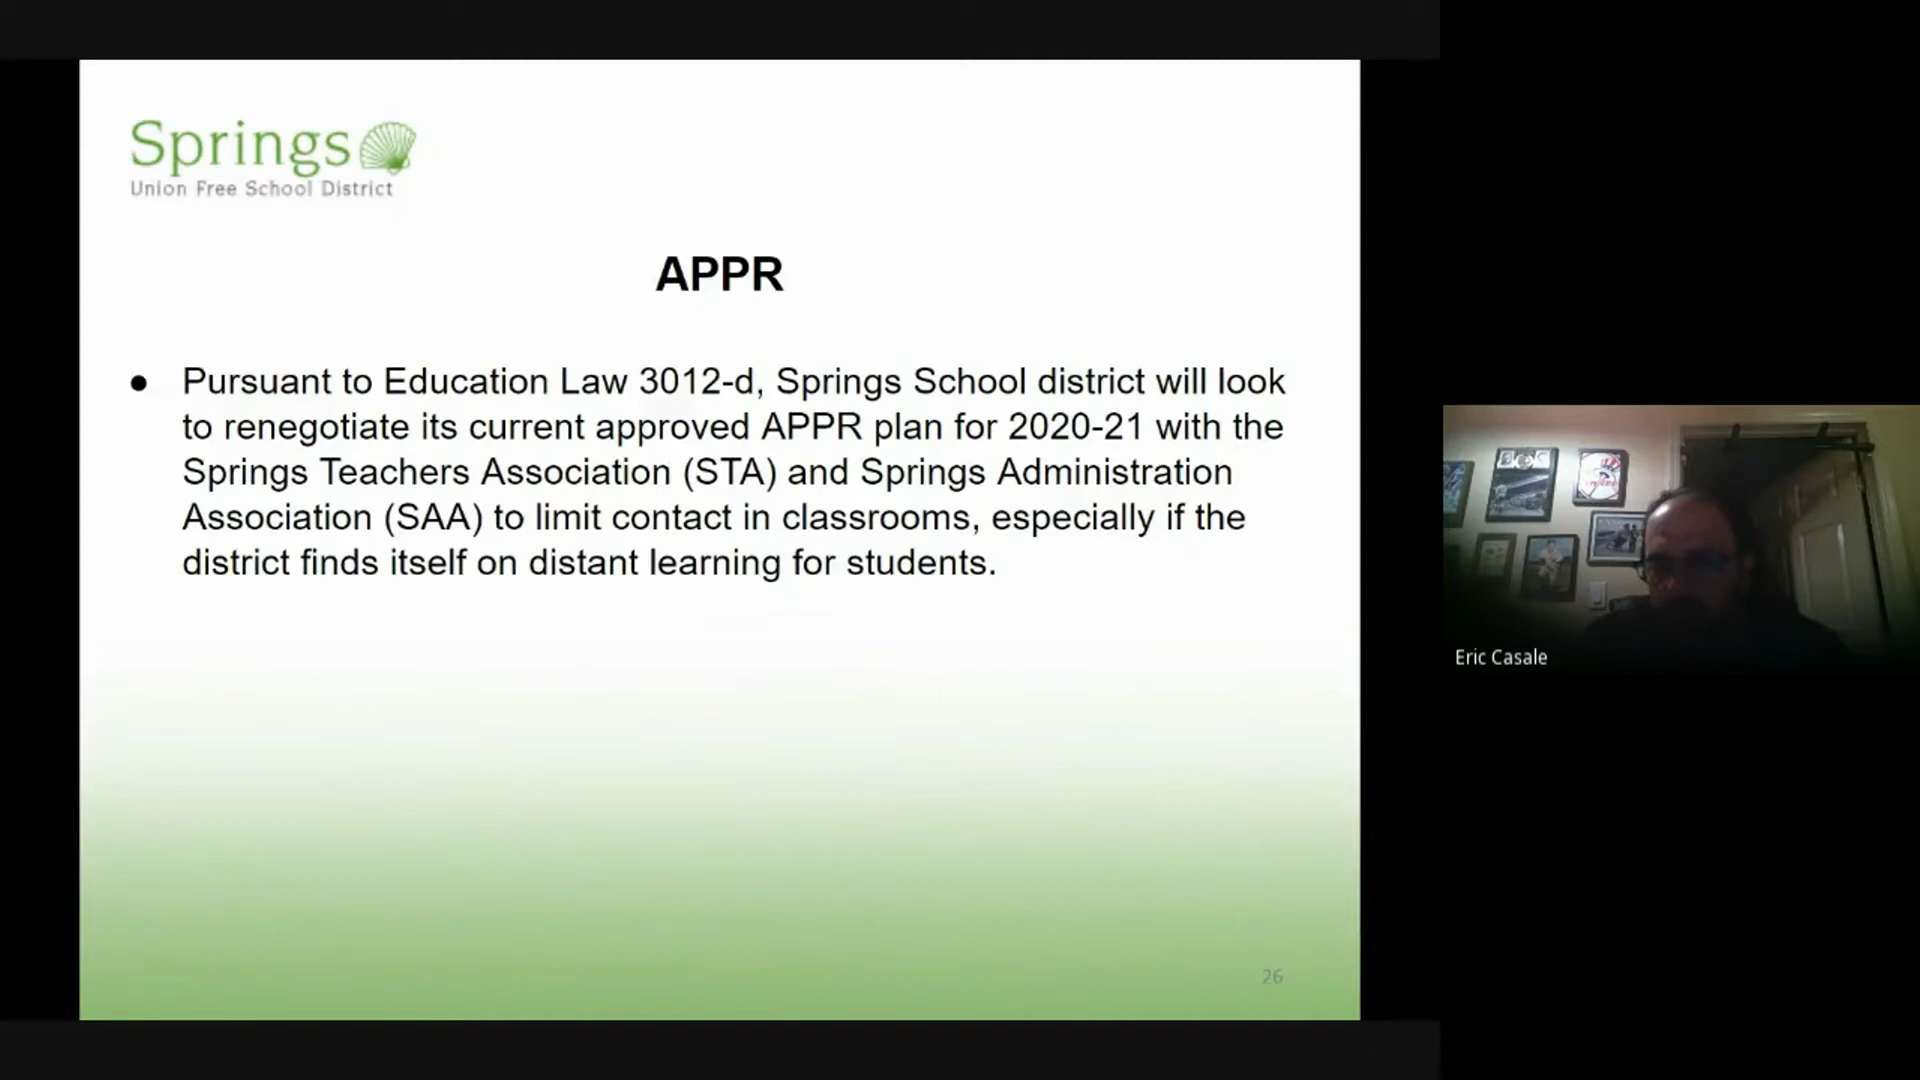 Springs
Union Free School District
APPR
● Pursuant to Education Law 3012-d, Springs School district will look
to renegotiate its current approved APPR plan for 2020-21 with the
Springs Teachers Association (STA) and Springs Administration
Association (SAA) to limit contact in classrooms, especially if the
district finds itself on distant learning for students.
26
Eric Casale